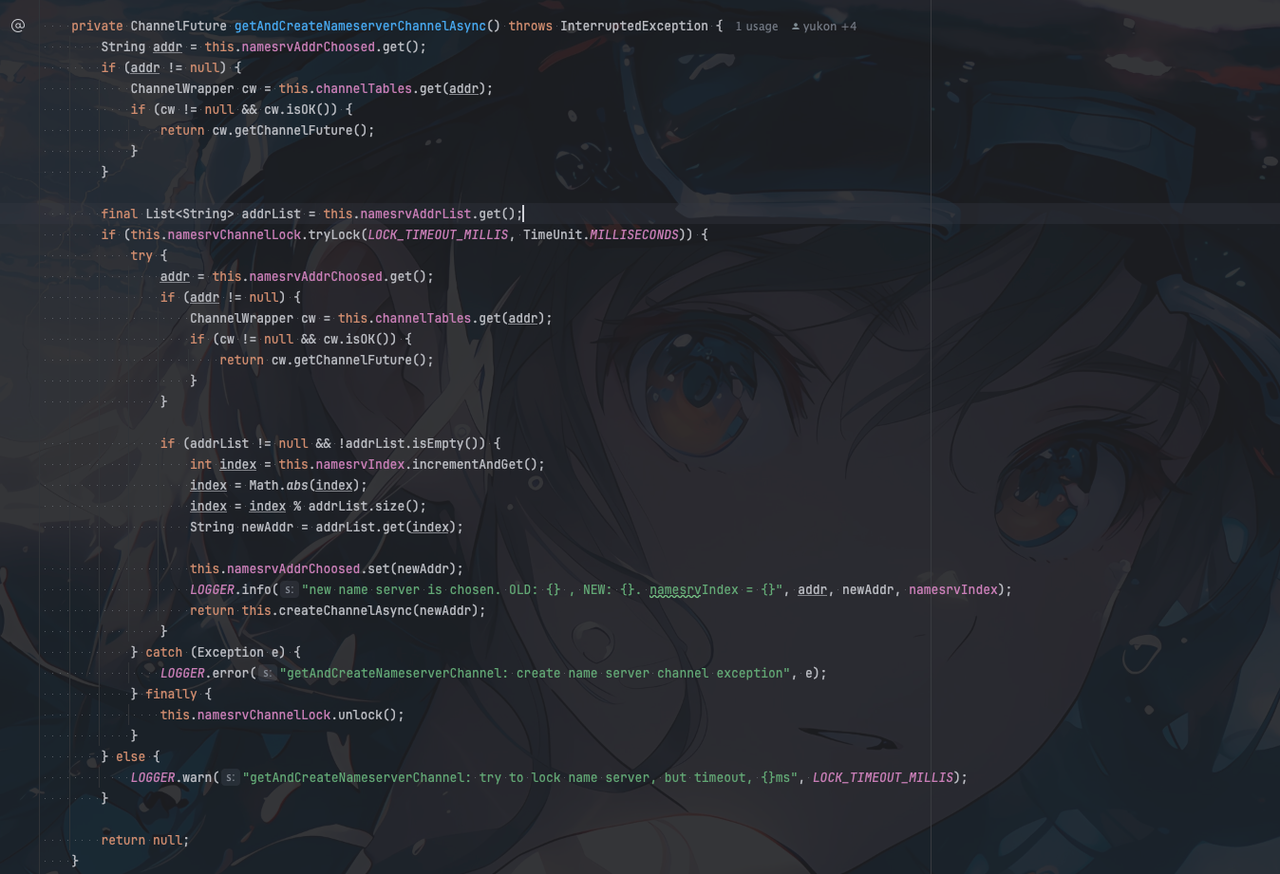 private ChannelFuture getAndCreateNameserverChannelAsync() throws InterruptedException { 1 usage yukon +4
String addr = this.namesrvAddrChoosed.get();
if (addr != null) {
ChannelWrapper cw = this.channelTables.get(addr);
if (cw != null && cw.isOK()) {
return cw.getChannelFuture();
}
}
final List<String> addrList = this.namesrvAddrList.get();
if (this.namesrvChannelLock.tryLock(LOCK_TIMEOUT_MILLIS, TimeUnit.MILLISECONDS)) {
try {
addr = this.namesrvAddrChoosed.get();
if (addr != null) {
ChannelWrapper cw = this.channelTables.get(addr);
if (cw != null && cw.isOK()) {
return cw.getChannelFuture();
}
}
if (addrList != null && !addrList.isEmpty()) {
int index = this.namesrvIndex.incrementAndGet();
index = Math.abs(index);
index = index % addrList.size();
String newAddr = addrList.get(index);
this.namesrvAddrChoosed.set(newAddr);
LOGGER.info( s: "new name server is chosen. OLD: {} , NEW: {}. namesrvIndex = {}", addr, newAddr, namesrvIndex);
return this.createChannelAsync(newAddr);
}
} catch (Exception e) {
LOGGER.error( s: "getAndCreateNameserverChannel: create name server channel exception", e);
} finally {
this.namesrvChannelLock.unlock();
}
} else {
LOGGER.warn( s: "getAndCreateNameserverChannel: try to lock name server, but timeout, {}ms", LOCK_TIMEOUT_MILLIS);
}
return null;
}